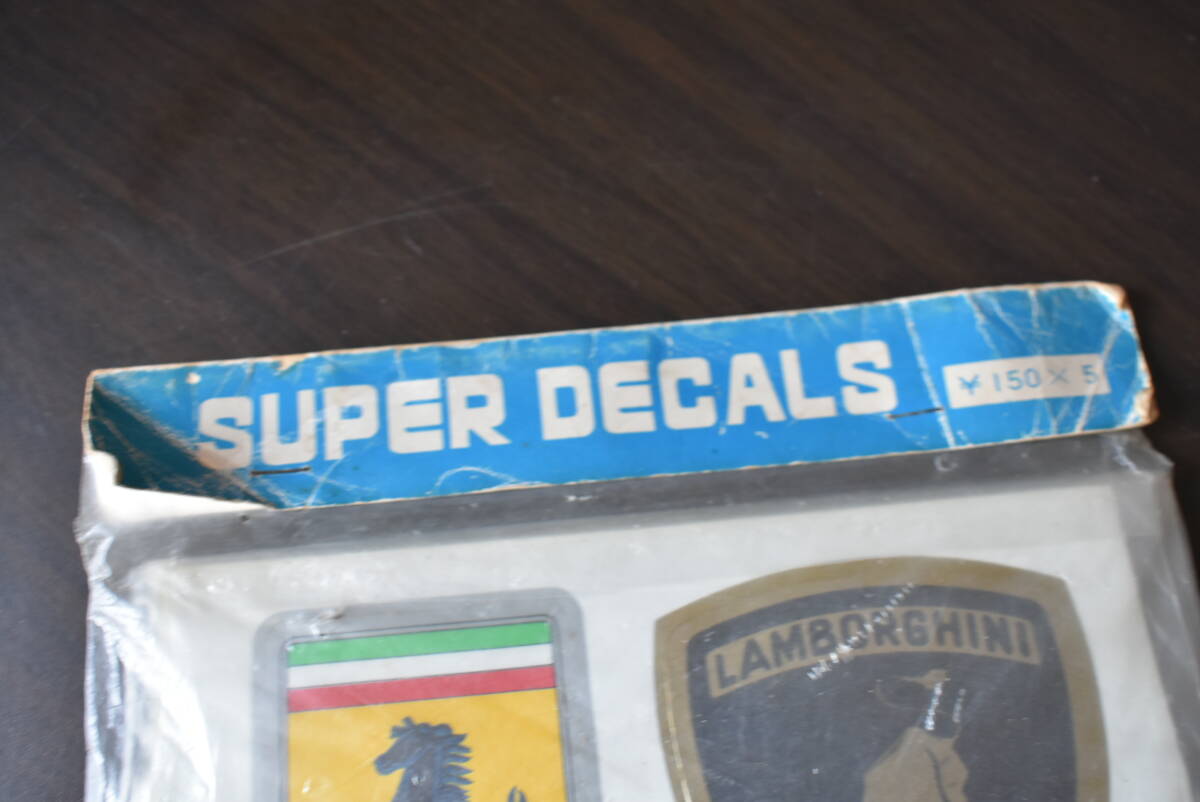 SUPER DECALS
¥150×5
LAMBORGHINI